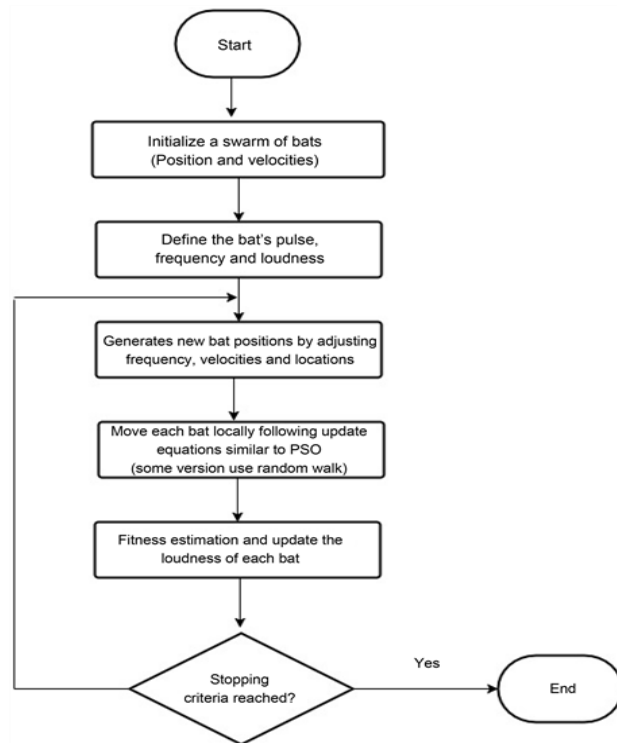 Start
Initialize a swarm of bats
(Position and velocities)
Define the bat's pulse,
frequency and loudness
Generates new bat positions by adjusting
frequency, velocities and locations
Move each bat locally following update
equations similar to PSO
(some version use random walk)
Fitness estimation and update the
loudness of each bat
Stopping
criteria reached?
Yes
End